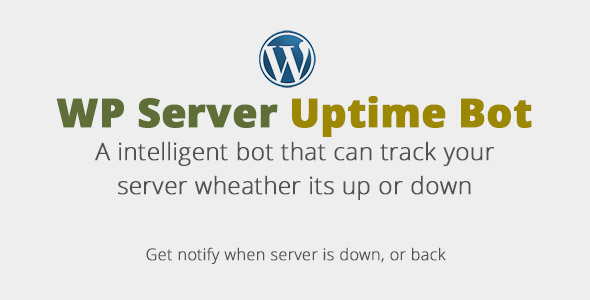 W
WP Server Uptime Bot
A intelligent bot that can track your
server wheather its up or down
Get notify when server is down, or back